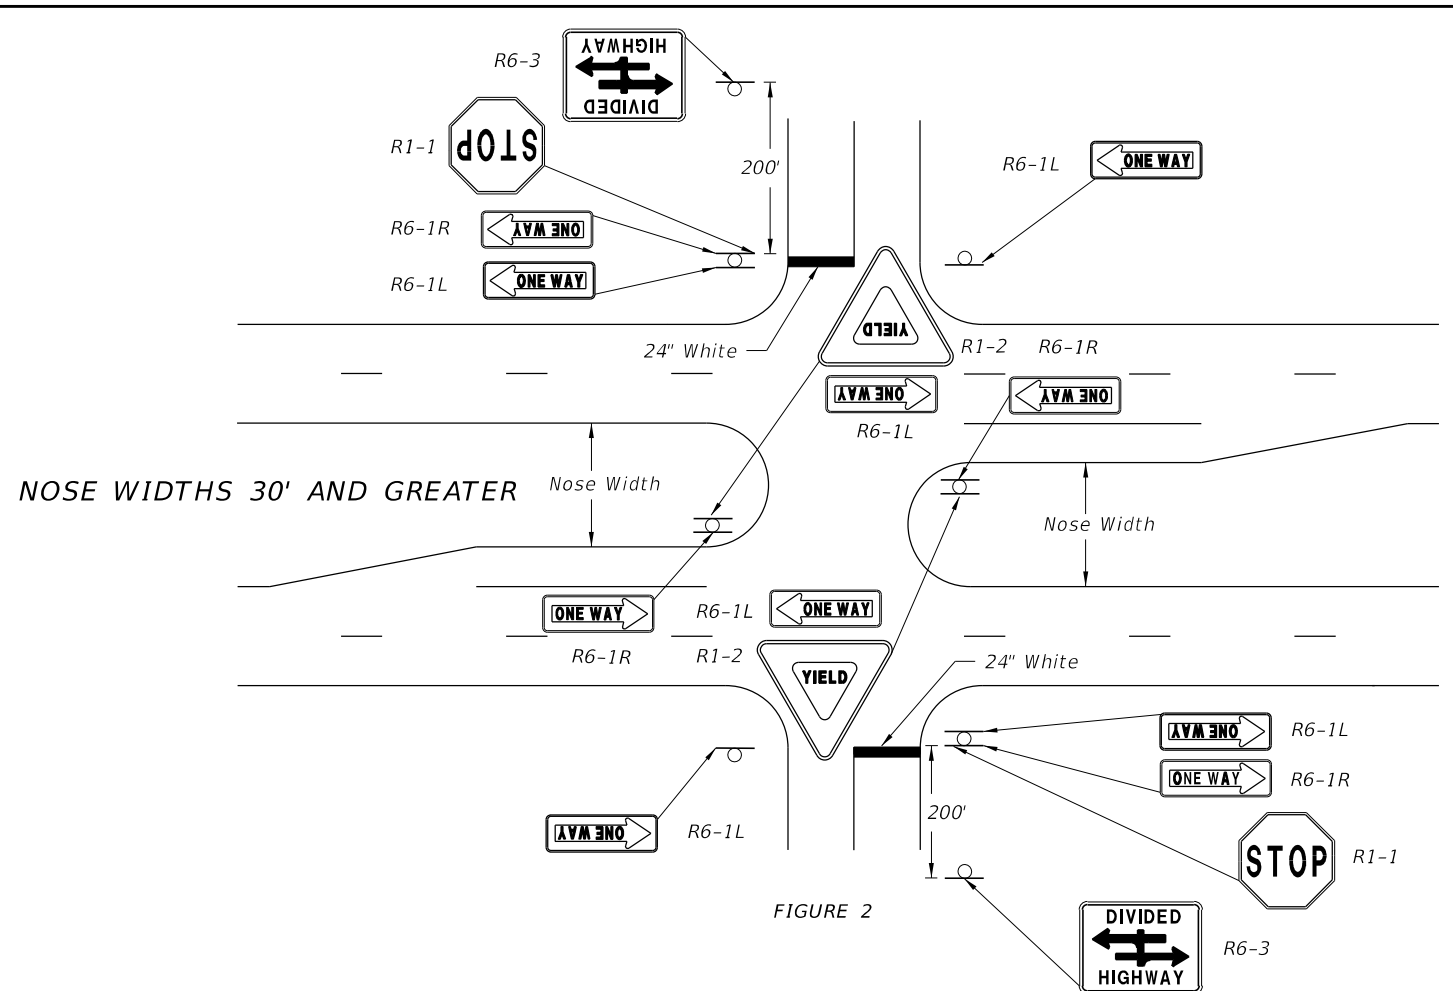 HIGHWAY
DIVIDED
R6-3
STOP
R1-1
200'
R6-1L
ONE WAY
R6-1R
ONE WAY
R6-1L
ONE WAY
24" White
YIELD
R1-2
R6-1R
ONE WAY
ONE WAY
R6-1L
NOSE WIDTHS 30' AND GREATER
Nose Width
Nose Width
ONE WAY
R6-1R
R6-1L
ONE WAY
R1-2
YIELD
24" White
ONE WAY
R6-1L
ONE WAY
R6-1R
200'
ONE WAY
R6-1L
STOP
R1-1
FIGURE 2
DIVIDED
HIGHWAY
R6-3